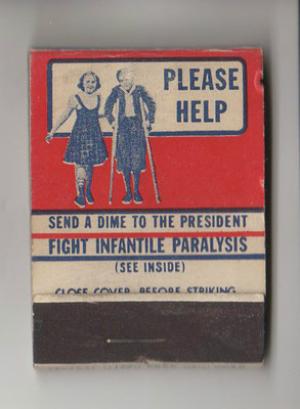 PLEASE
HELP
SEND A DIME TO THE PRESIDENT
FIGHT INFANTILE PARALYSIS
(SEE INSIDE)
CLOSE COVER BEFORE STRIKING